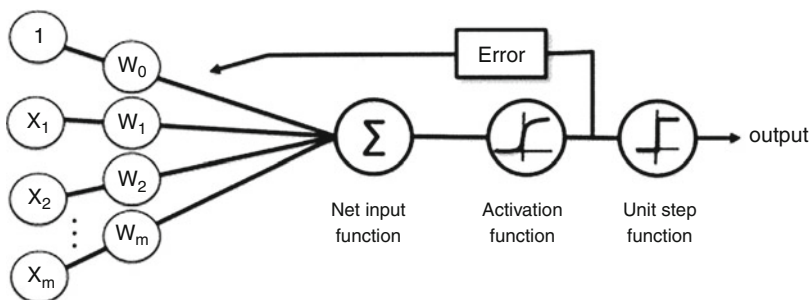 1
W0
Error
X1
W1
Σ
output
X2
W2
Wm
Xm
Net input
function
Activation
function
Unit step
function